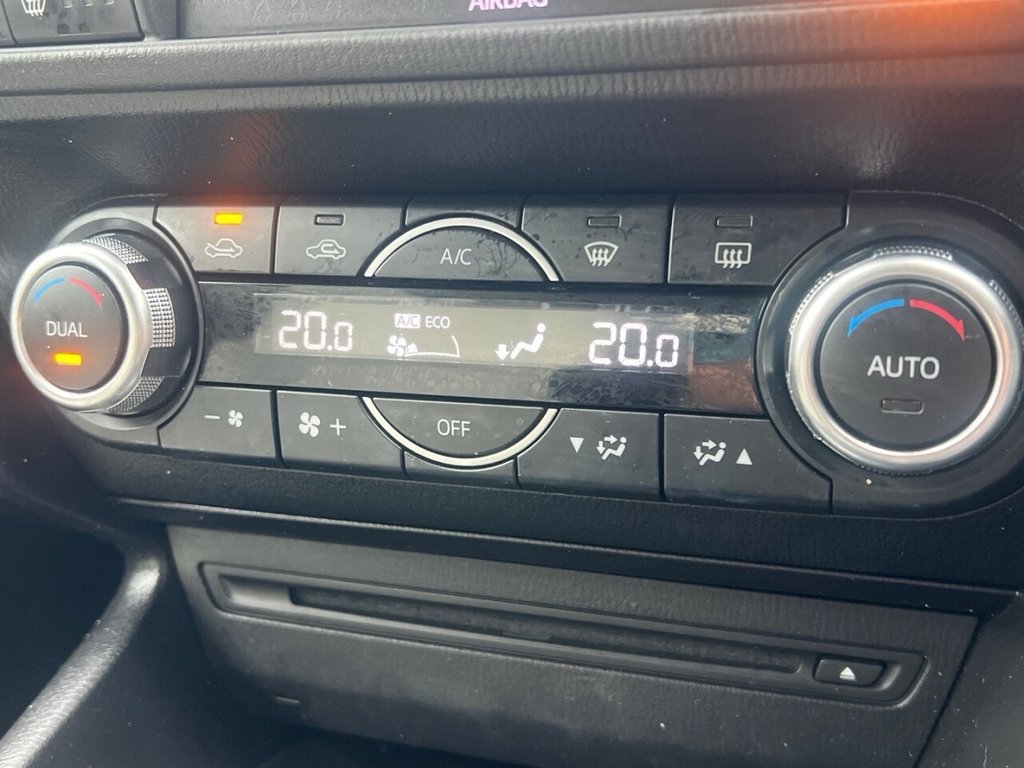 AIRBAG
A/C
20.0 A/C ECO 20.0
DUAL
AUTO
- +
OFF